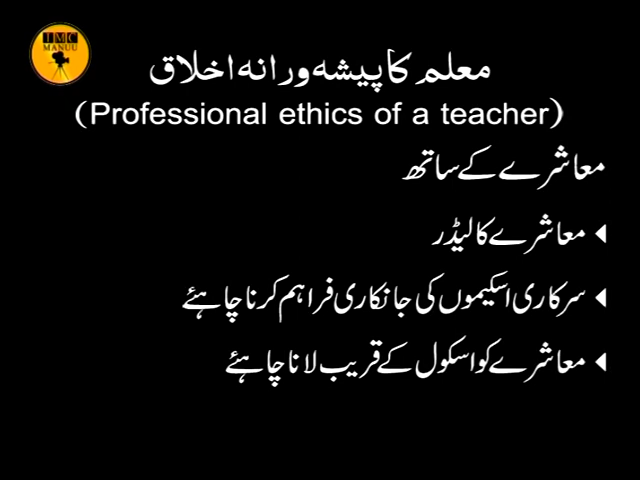 IMC
MANUU
معلم کا پیشہ ورانہ اخلاق
(Professional ethics of a teacher)
معاشرے کے ساتھ
معاشرے کا لیڈر
سرکاری اسکیموں کی جانکاری فراہم کرنا چاہئے
معاشرے کو اسکول کے قریب لانا چاہئے